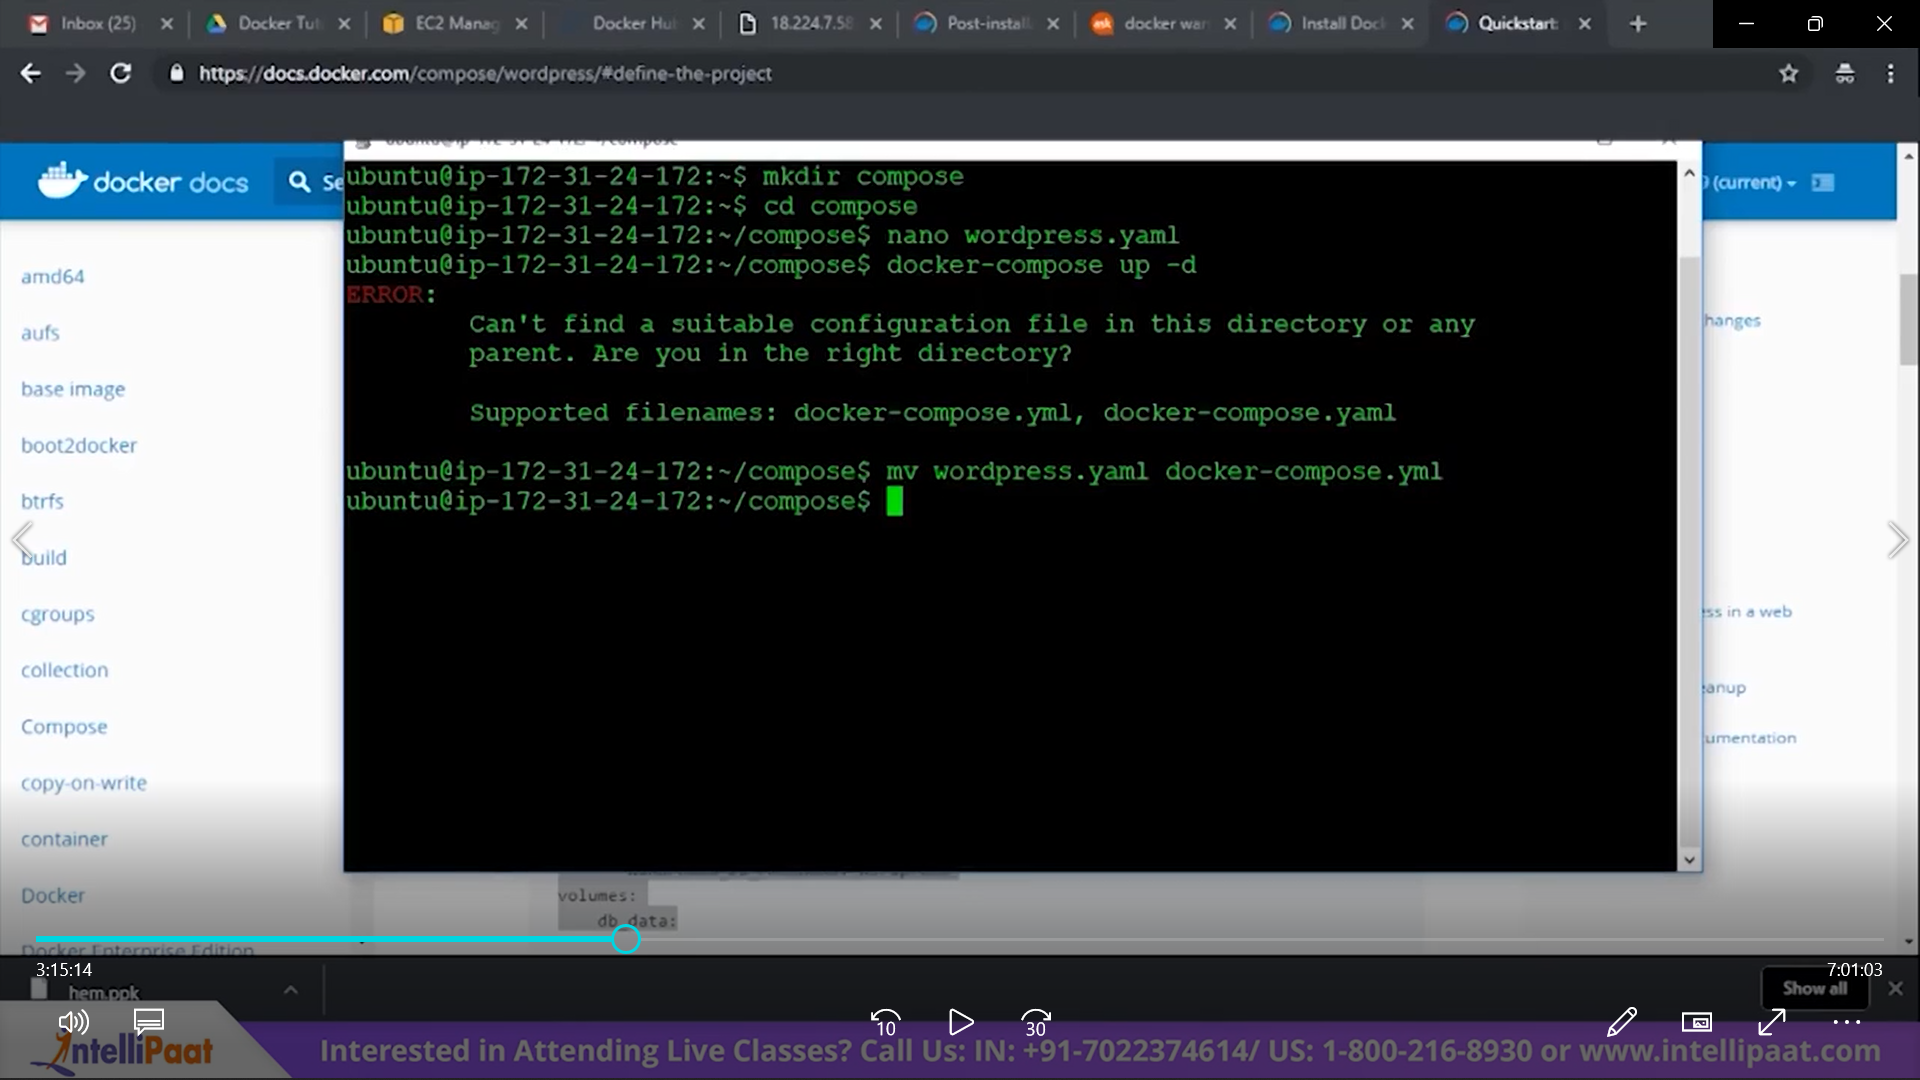 Inbox (25)
Docker Tut
EC2 Manag
Docker Hu
18.224.7.58
Post-install
docker war
Install Doc
Quickstart:
https://docs.docker.com/compose/wordpress/#define-the-project
docker docs
Se
(current)
ubuntu@ip-172-31-24-172:~$ mkdir compose
ubuntu@ip-172-31-24-172:~$ cd compose
ubuntu@ip-172-31-24-172:~/compose$ nano wordpress.yaml
ubuntu@ip-172-31-24-172:~/compose$ docker-compose up -d
ERROR:
Can't find a suitable configuration file in this directory or any
parent. Are you in the right directory?
Supported filenames: docker-compose.yml, docker-compose.yaml
ubuntu@ip-172-31-24-172:~/compose$ mv wordpress.yaml docker-compose.yml
ubuntu@ip-172-31-24-172:~/compose$
amd64
aufs
base image
boot2docker
btrfs
build
cgroups
collection
Compose
copy-on-write
container
Docker
Docker Enterprise Edition
hanges
ss in a web
eanup
umentation
volumes:
db_data:
3:15:14
7:01:03
hem.ppk
Show all
10
30
IntelliPaat
Interested in Attending Live Classes? Call Us: IN: +91-7022374614/ US: 1-800-216-8930 or www.intellipaat.com